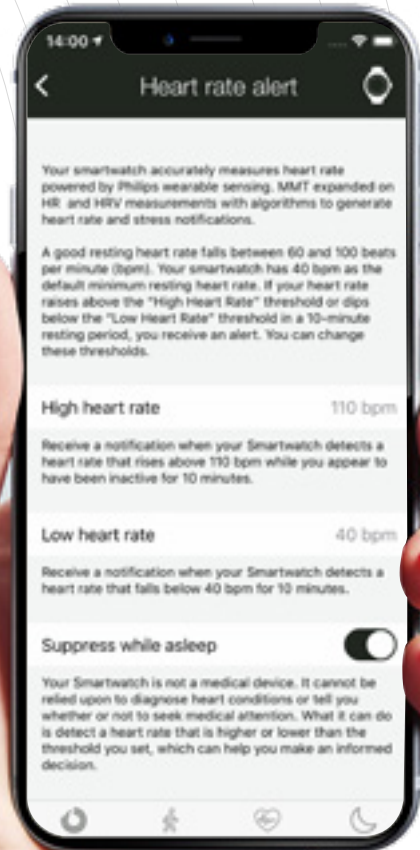 14:00
Heart rate alert
Your smartwatch accurately measures heart rate
powered by Philips wearable sensing. MMT expanded on
HR and HRV measurements with algorithms to generate
heart rate and stress notifications.
A good resting heart rate falls between 60 and 100 beats
per minute (bpm). Your smartwatch has 40 bpm as the
default minimum resting heart rate. If your heart rate
raises above the "High Heart Rate" threshold or dips
below the "Low Heart Rate" threshold in a 10-minute
resting period, you receive an alert. You can change
these thresholds.
High heart rate 110 bpm
Receive a notification when your Smartwatch detects a
heart rate that rises above 110 bpm while you appear to
have been inactive for 10 minutes.
Low heart rate 40 bpm
Receive a notification when your Smartwatch detects a
heart rate that falls below 40 bpm for 10 minutes.
Suppress while asleep
Your Smartwatch is not a medical device. It cannot be
relied upon to diagnose heart conditions or tell you
whether or not to seek medical attention. What it can do
is detect a heart rate that is higher or lower than the
threshold you set, which can help you make an informed
decision.